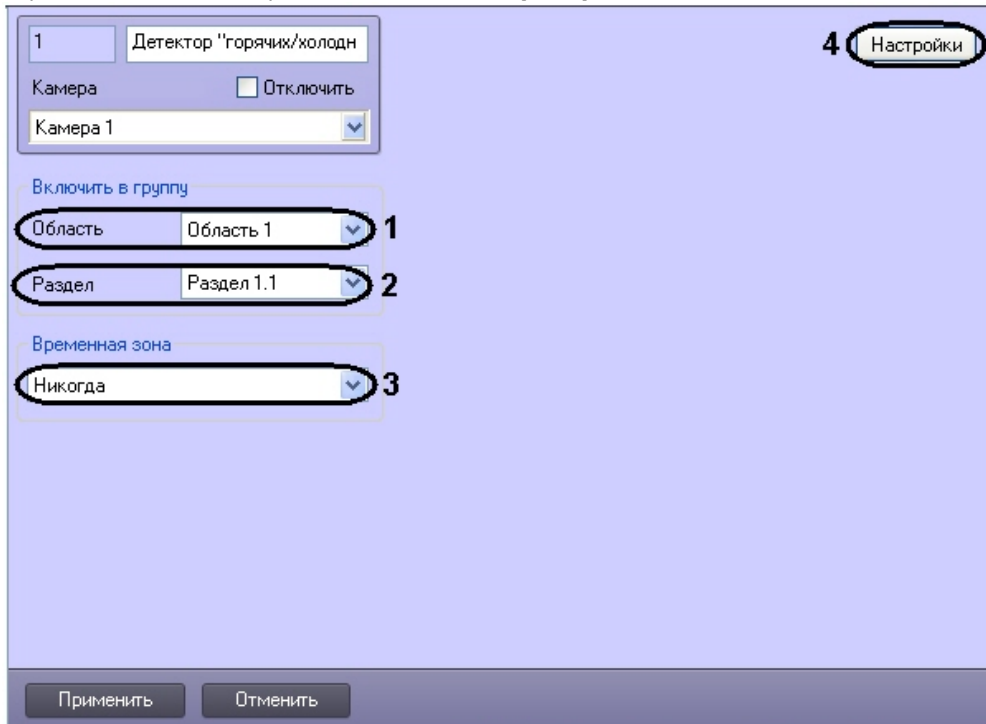 1 Детектор "горячих/холодн
4 Настройки
Камера Отключить
Камера 1
Включить в группу
Область Область 1 1
Раздел Раздел 1.1 2
Временная зона
Никогда 3
Применить Отменить